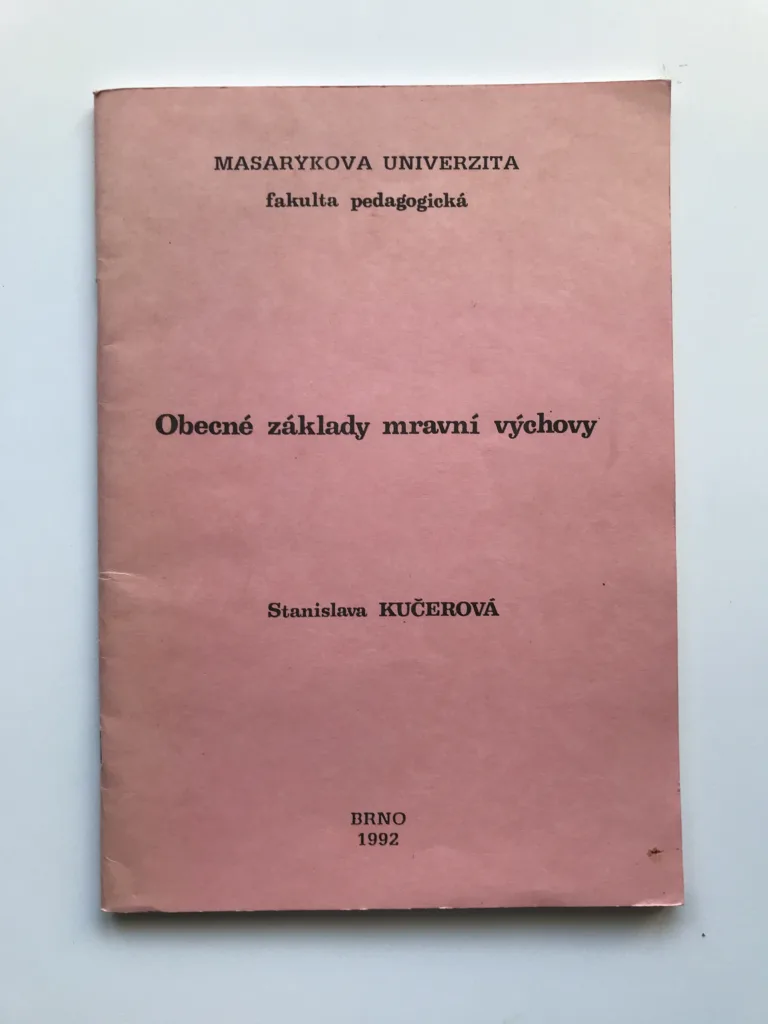 MASARYKOVA UNIVERZITA
fakulta pedagogická
Obecné základy mravní výchovy
Stanislava KUČEROVÁ
BRNO
1992